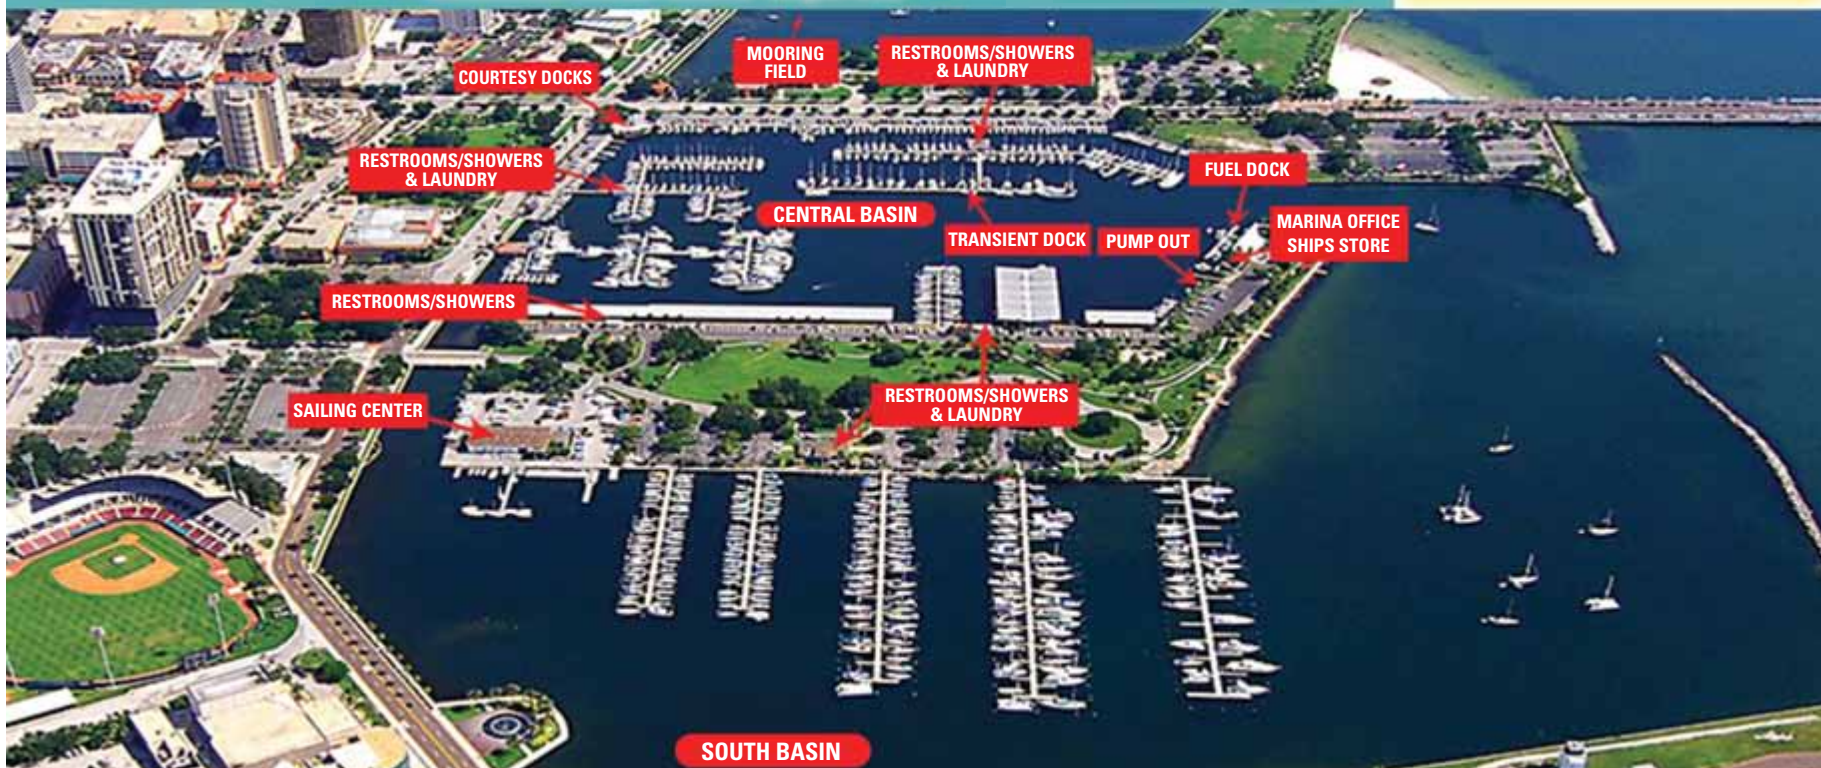 MOORING
FIELD
RESTROOMS/SHOWERS
& LAUNDRY
COURTESY DOCKS
RESTROOMS/SHOWERS
& LAUNDRY
FUEL DOCK
CENTRAL BASIN
MARINA OFFICE
SHIPS STORE
TRANSIENT DOCK
PUMP OUT
RESTROOMS/SHOWERS
RESTROOMS/SHOWERS
& LAUNDRY
SAILING CENTER
SOUTH BASIN